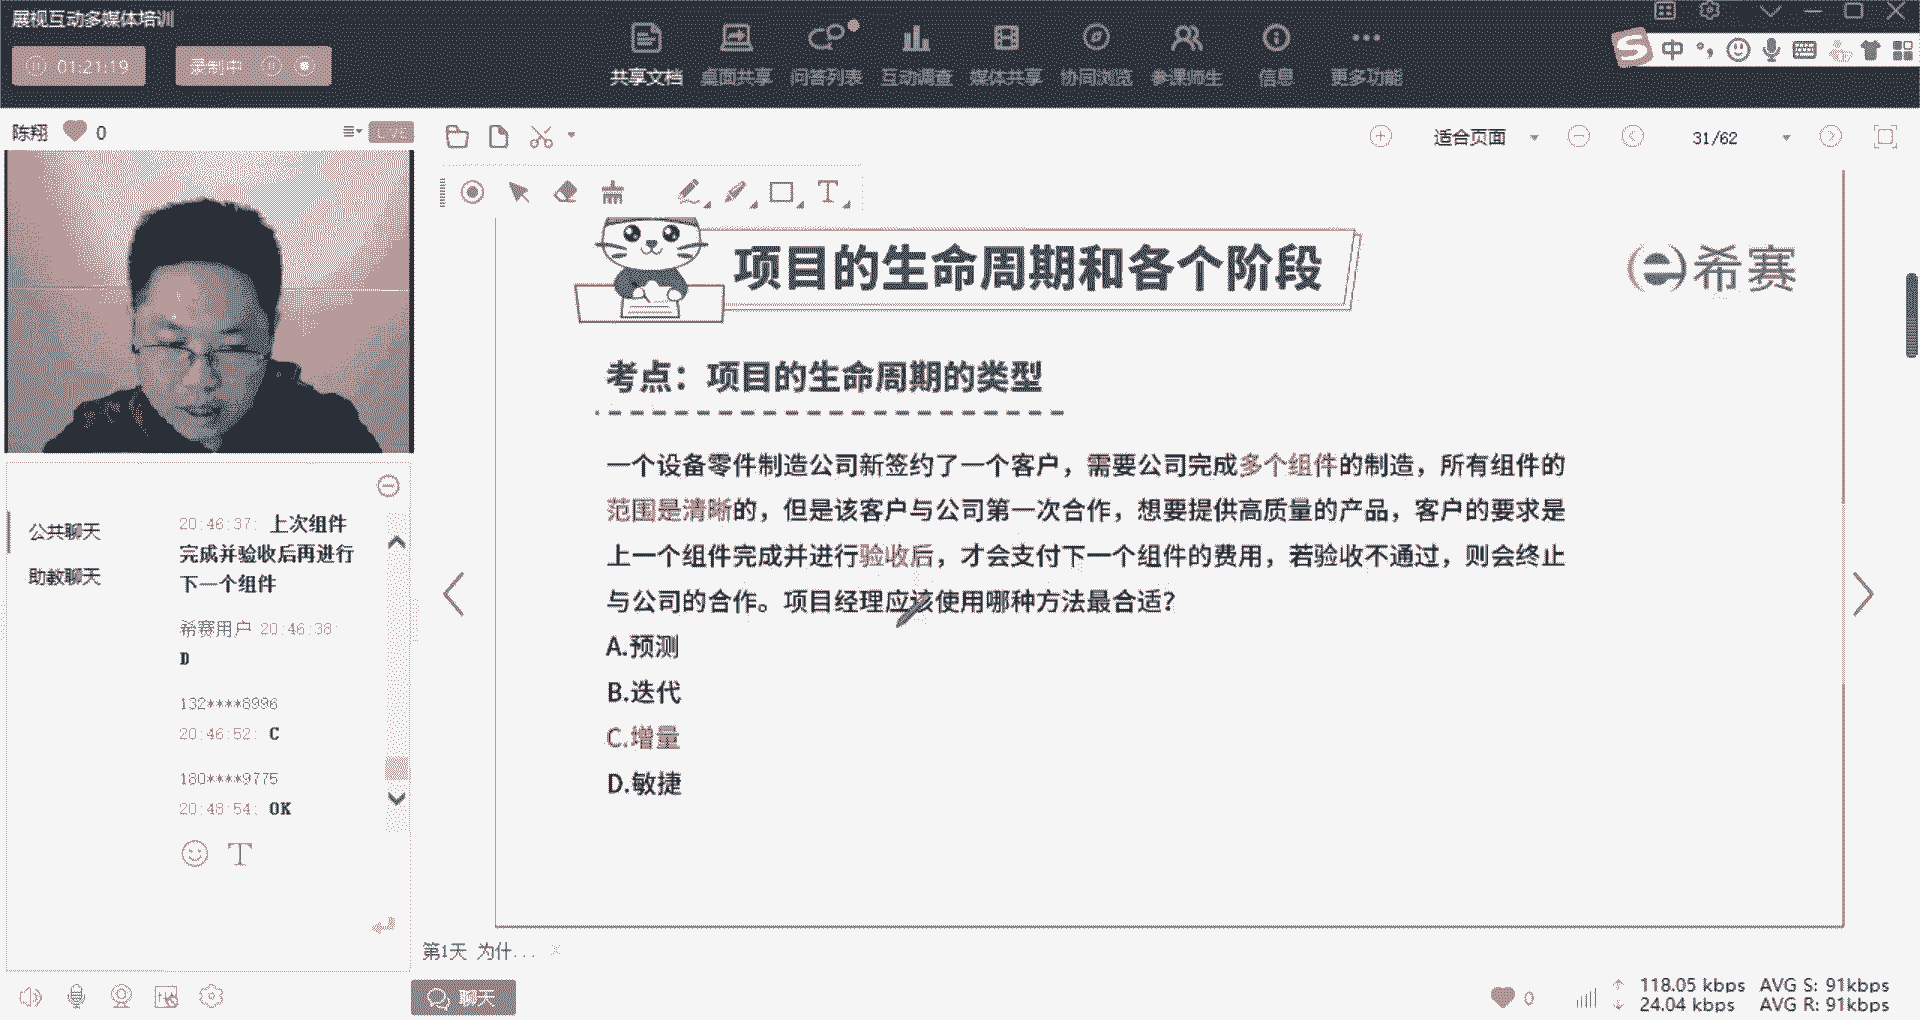 展视互动多媒体培训
01:21:19
录制中
共享文档 桌面共享 问答列表 互动调查 媒体共享 协同浏览 参课师生 信息 更多功能
中
陈翔 0
LIVE
适合页面
31/62
项目的生命周期和各个阶段
希赛
考点：项目的生命周期的类型
一个设备零件制造公司新签约了一个客户，需要公司完成多个组件的制造，所有组件的
范围是清晰的，但是该客户与公司第一次合作，想要提供高质量的产品，客户的要求是
上一个组件完成并进行验收后，才会支付下一个组件的费用，若验收不通过，则会终止
与公司的合作。项目经理应该使用哪种方法最合适？
A.预测
B.迭代
C.增量
D.敏捷
公共聊天
助教聊天
20:46:37: 上次组件
完成并验收后再进行
下一个组件
希赛用户 20:46:38:
D
132****8996
20:46:52: C
180****9775
20:48:54: OK
第1天 为什...
聊天
0
118.05 kbps AVG S: 91kbps
24.04 kbps AVG R: 91kbps